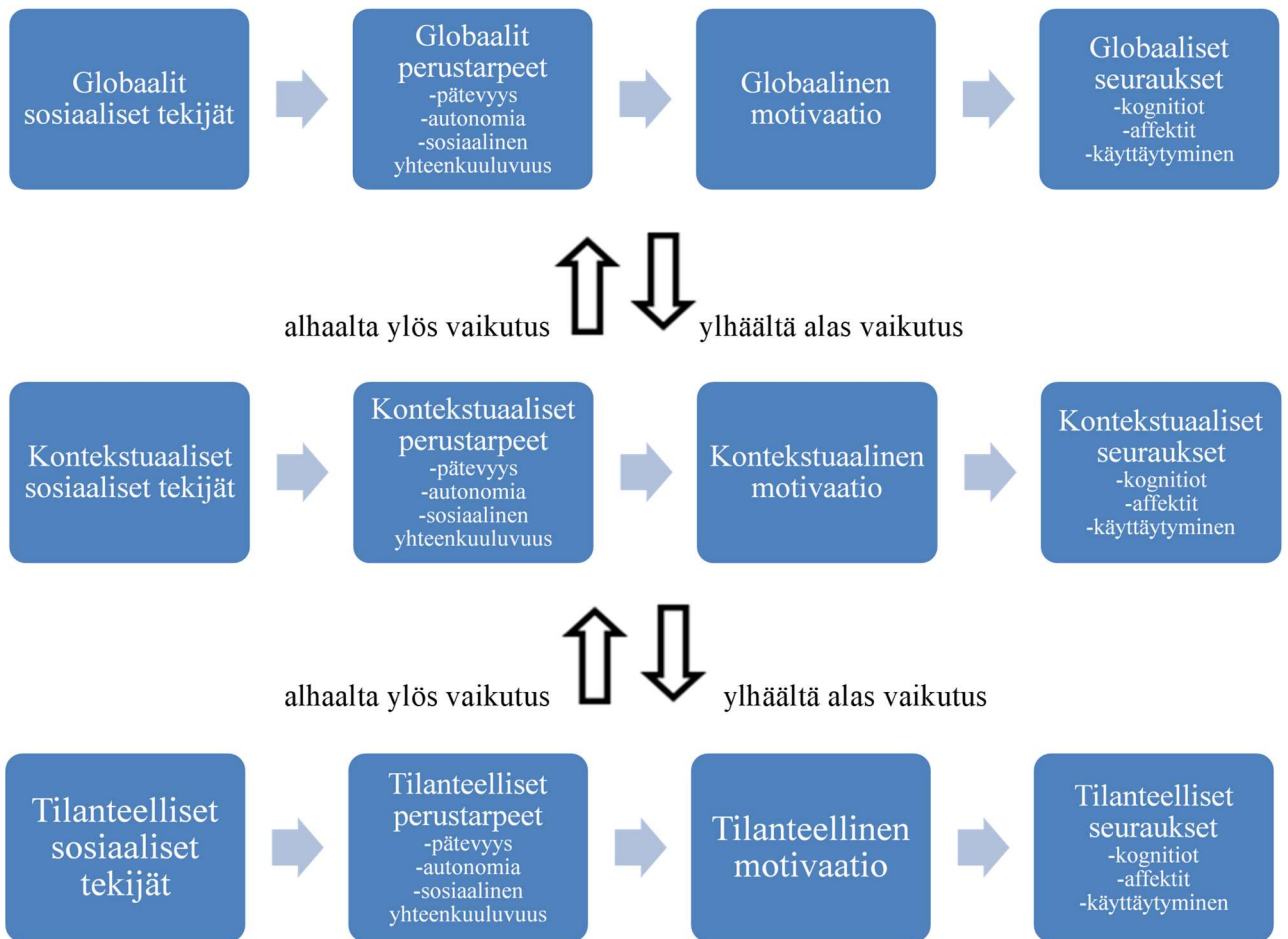 Globaalit
sosiaaliset tekijät
Globaalit
perustarpeet
-pätevyys
-autonomia
-sosiaalinen
yhteenkuuluvuus
Globaalinen
motivaatio
Globaaliset
seuraukset
-kognitiot
-affektit
-käyttäytyminen
alhaalta ylös vaikutus
ylhäältä alas vaikutus
Kontekstuaaliset
sosiaaliset tekijät
Kontekstuaaliset
perustarpeet
-pätevyys
-autonomia
-sosiaalinen
yhteenkuuluvuus
Kontekstuaalinen
motivaatio
Kontekstuaaliset
seuraukset
-kognitiot
-affektit
-käyttäytyminen
alhaalta ylös vaikutus
ylhäältä alas vaikutus
Tilanteelliset
sosiaaliset
tekijät
Tilanteelliset
perustarpeet
-pätevyys
-autonomia
-sosiaalinen
yhteenkuuluvuus
Tilanteellinen
motivaatio
Tilanteelliset
seuraukset
-kognitiot
-affektit
-käyttäytyminen